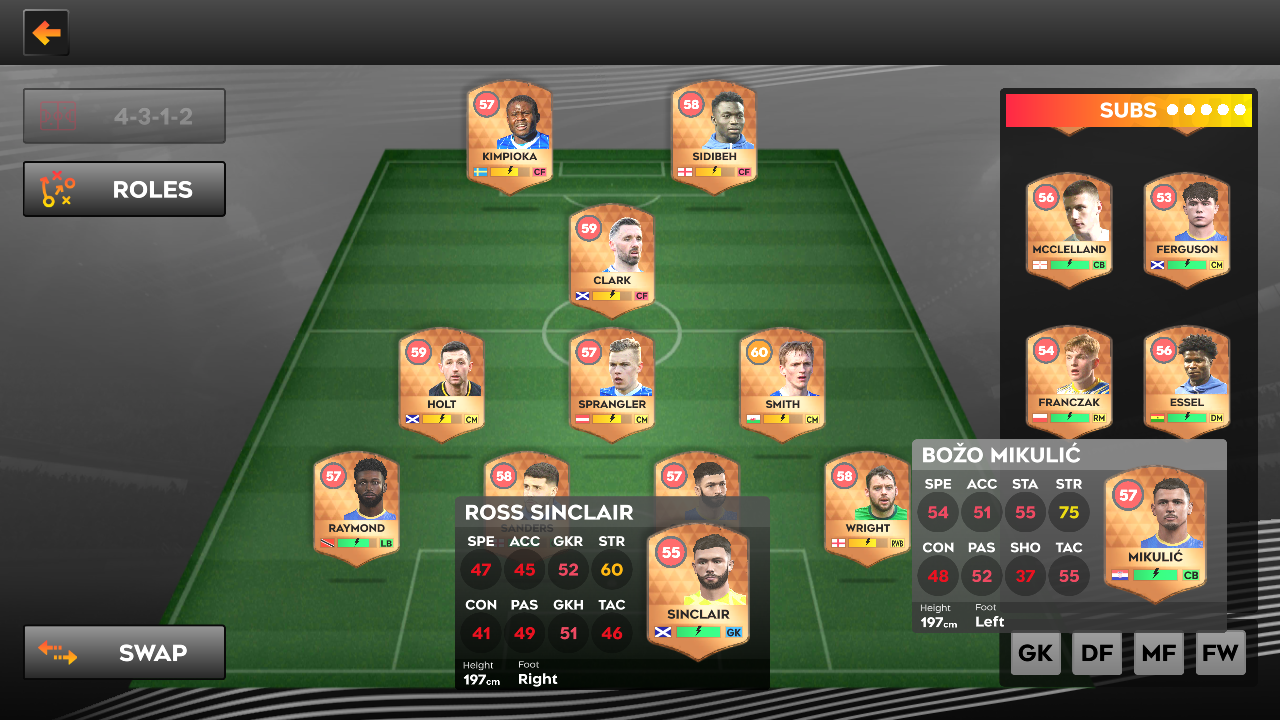 4-3-1-2
ROLES
SWAP
57
KIMPIOKA
CF
58
SIDIBEH
CF
59
CLARK
CF
59
HOLT
CM
57
SPRANGLER
CM
60
SMITH
CM
57
RAYMOND
LB
58
SANDERS
57
58
WRIGHT
RWB
ROSS SINCLAIR
SPE ACC GKR STR
47 45 52 60
CON PAS GKH TAC
41 49 51 46
Height Foot
197cm Right
55
SINCLAIR
GK
SUBS
56
MCCLELLAND
CB
53
FERGUSON
CM
54
FRANCZAK
RM
56
ESSEL
DM
BOŽO MIKULIĆ
SPE ACC STA STR
54 51 55 75
CON PAS SHO TAC
48 52 37 55
Height Foot
197cm Left
57
MIKULIĆ
CB
GK DF MF FW